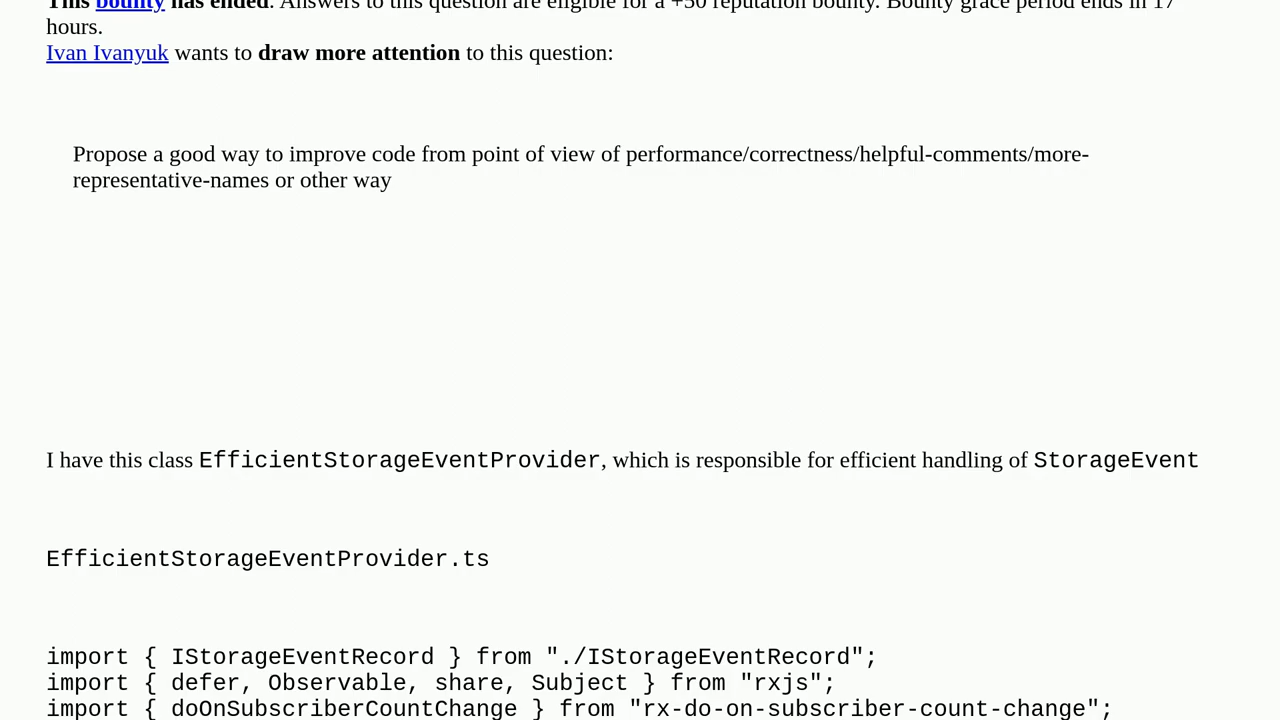 This bounty has ended. Answers to this question are eligible for a +50 reputation bounty. Bounty grace period ends in 17
hours.
Ivan Ivanyuk wants to draw more attention to this question:
Propose a good way to improve code from point of view of performance/correctness/helpful-comments/more-
representative-names or other way
I have this class EfficientStorageEventProvider, which is responsible for efficient handling of StorageEvent
EfficientStorageEventProvider.ts
import { IStorageEventRecord } from "./IStorageEventRecord";
import { defer, Observable, share, Subject } from "rxjs";
import { doOnSubscriberCountChange } from "rx-do-on-subscriber-count-change";